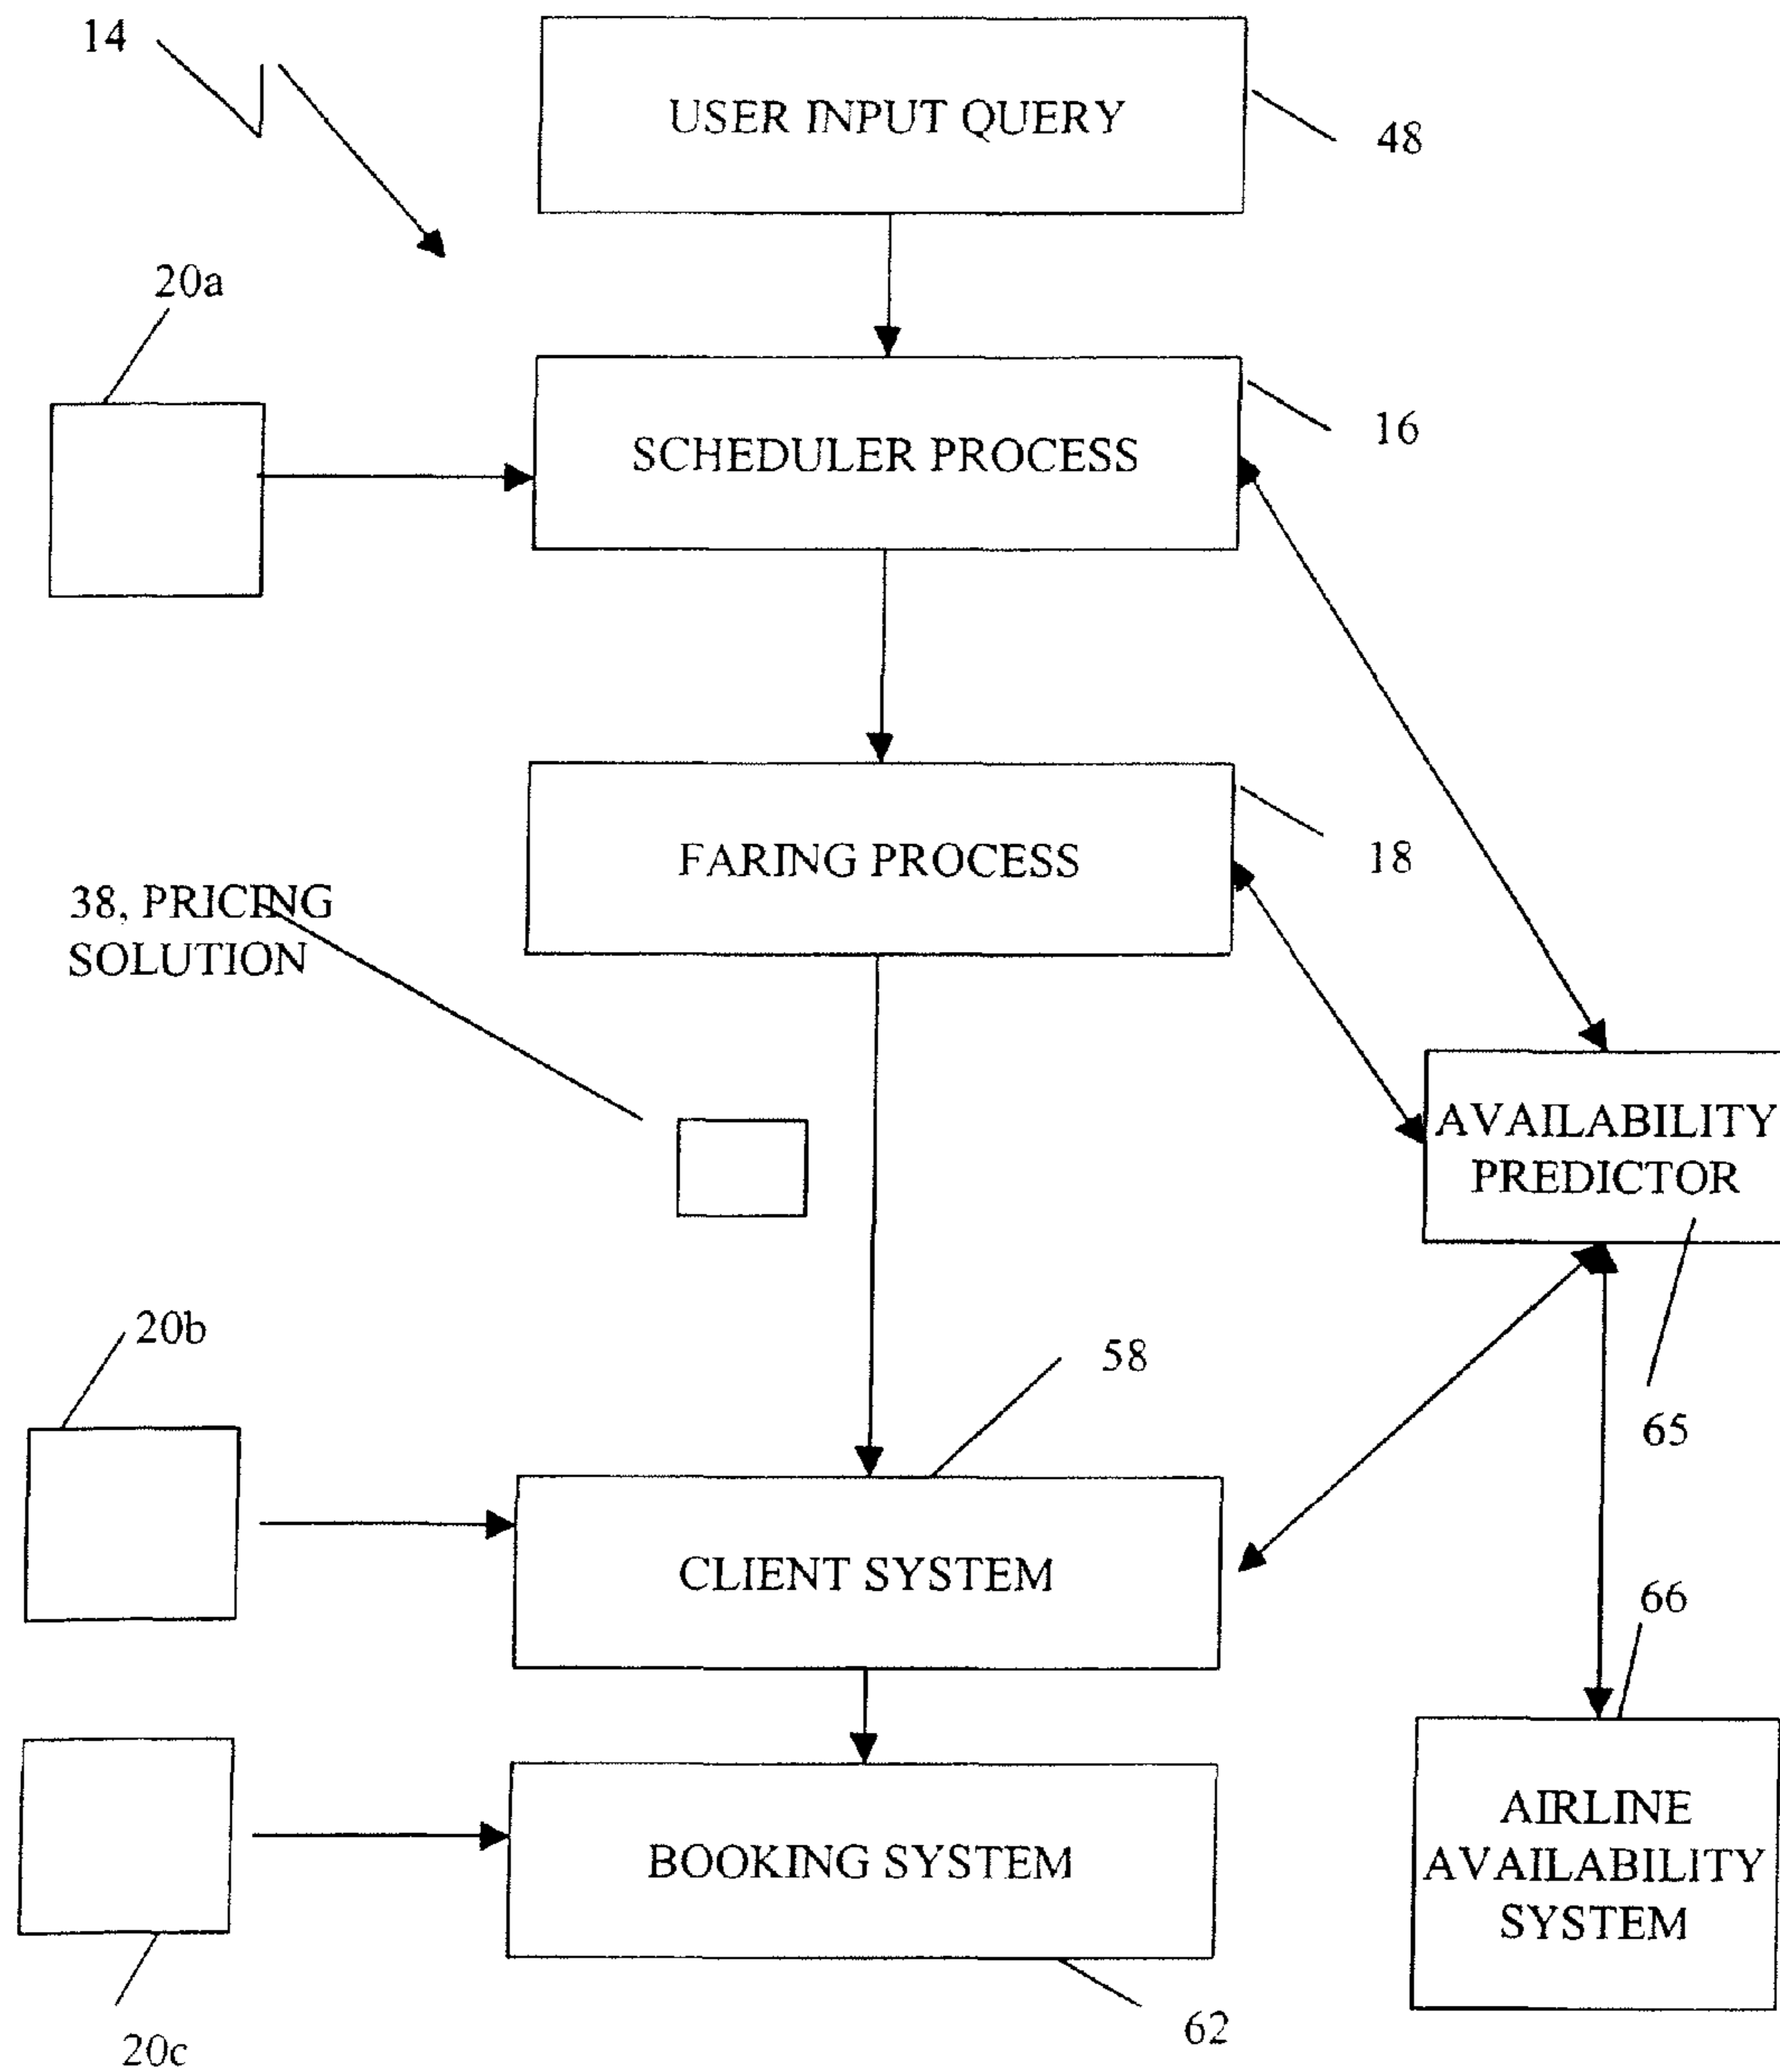 14
USER INPUT QUERY
48
20a
SCHEDULER PROCESS
16
FARING PROCESS
18
38, PRICING
SOLUTION
AVAILABILITY
PREDICTOR
20b
58
65
CLIENT SYSTEM
66
BOOKING SYSTEM
AIRLINE
AVAILABILITY
SYSTEM
62
20c